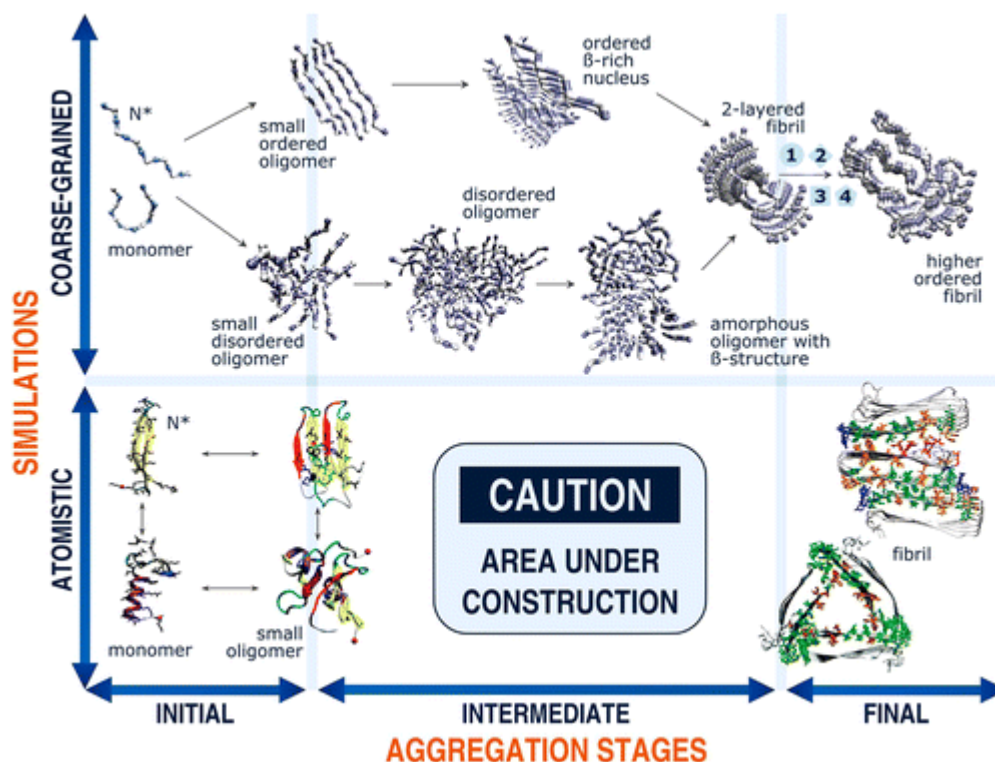 SIMULATIONS
COARSE-GRAINED
N*
monomer
small
ordered
oligomer
ordered
ß-rich
nucleus
2-layered
fibril
1 2
3 4
higher
ordered
fibril
small
disordered
oligomer
disordered
oligomer
amorphous
oligomer with
ß-structure
ATOMISTIC
N*
monomer
small
oligomer
CAUTION
AREA UNDER
CONSTRUCTION
fibril
INITIAL
INTERMEDIATE
FINAL
AGGREGATION STAGES